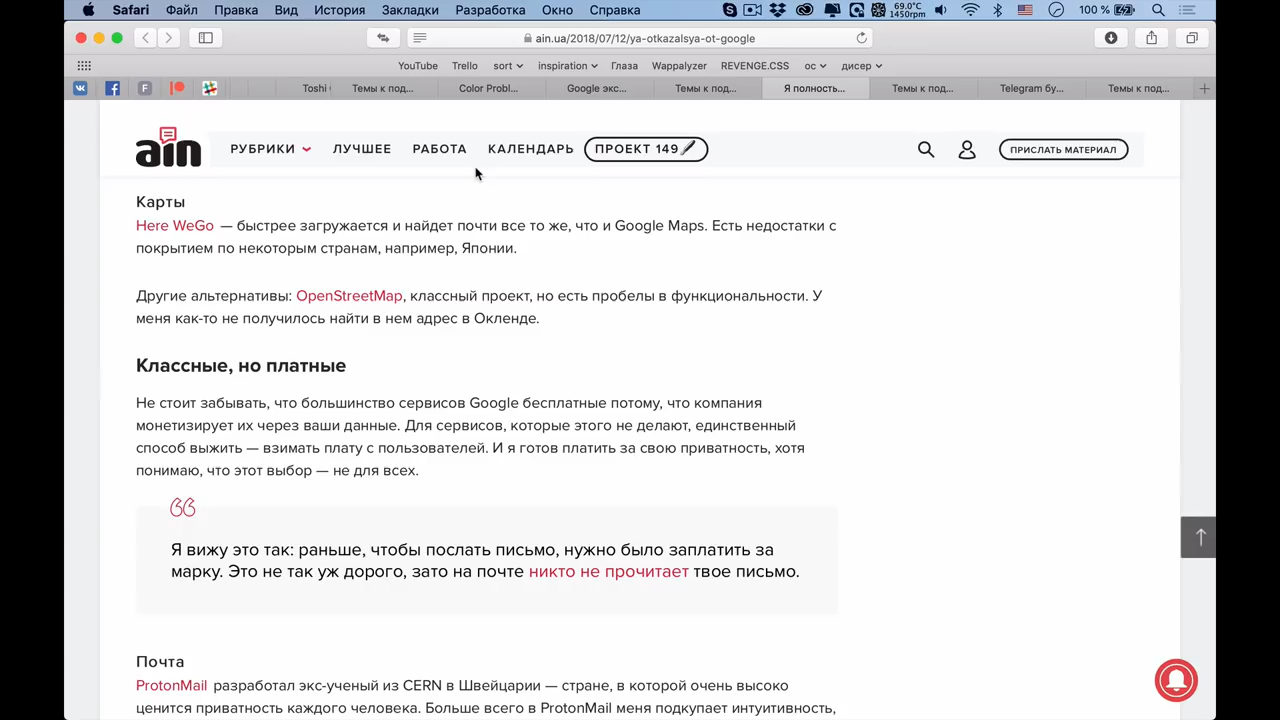 Safari Файл Правка Вид История Закладки Разработка Окно Справка 69.0°C 1450rpm 100 %
ain.ua/2018/07/12/ya-otkazalsya-ot-google
YouTube Trello sort inspiration Глаза Wappalyzer REVENGE.CSS ос дисер
F Toshi Темы к под... Color Probl... Google экс... Темы к под... Я полность... Темы к под... Telegram бу... Темы к под...
ain РУБРИКИ ЛУЧШЕЕ РАБОТА КАЛЕНДАРЬ ПРОЕКТ 149 ПРИСЛАТЬ МАТЕРИАЛ
Карты
Here WeGo — быстрее загружается и найдет почти все то же, что и Google Maps. Есть недостатки с
покрытием по некоторым странам, например, Японии.
Другие альтернативы: OpenStreetMap, классный проект, но есть пробелы в функциональности. У
меня как-то не получилось найти в нем адрес в Окленде.
Классные, но платные
Не стоит забывать, что большинство сервисов Google бесплатные потому, что компания
монетизирует их через ваши данные. Для сервисов, которые этого не делают, единственный
способ выжить — взимать плату с пользователей. И я готов платить за свою приватность, хотя
понимаю, что этот выбор — не для всех.
Я вижу это так: раньше, чтобы послать письмо, нужно было заплатить за
марку. Это не так уж дорого, зато на почте никто не прочитает твое письмо.
Почта
ProtonMail разработал экс-ученый из CERN в Швейцарии — стране, в которой очень высоко
ценится приватность каждого человека. Больше всего в ProtonMail меня подкупает интуитивность,